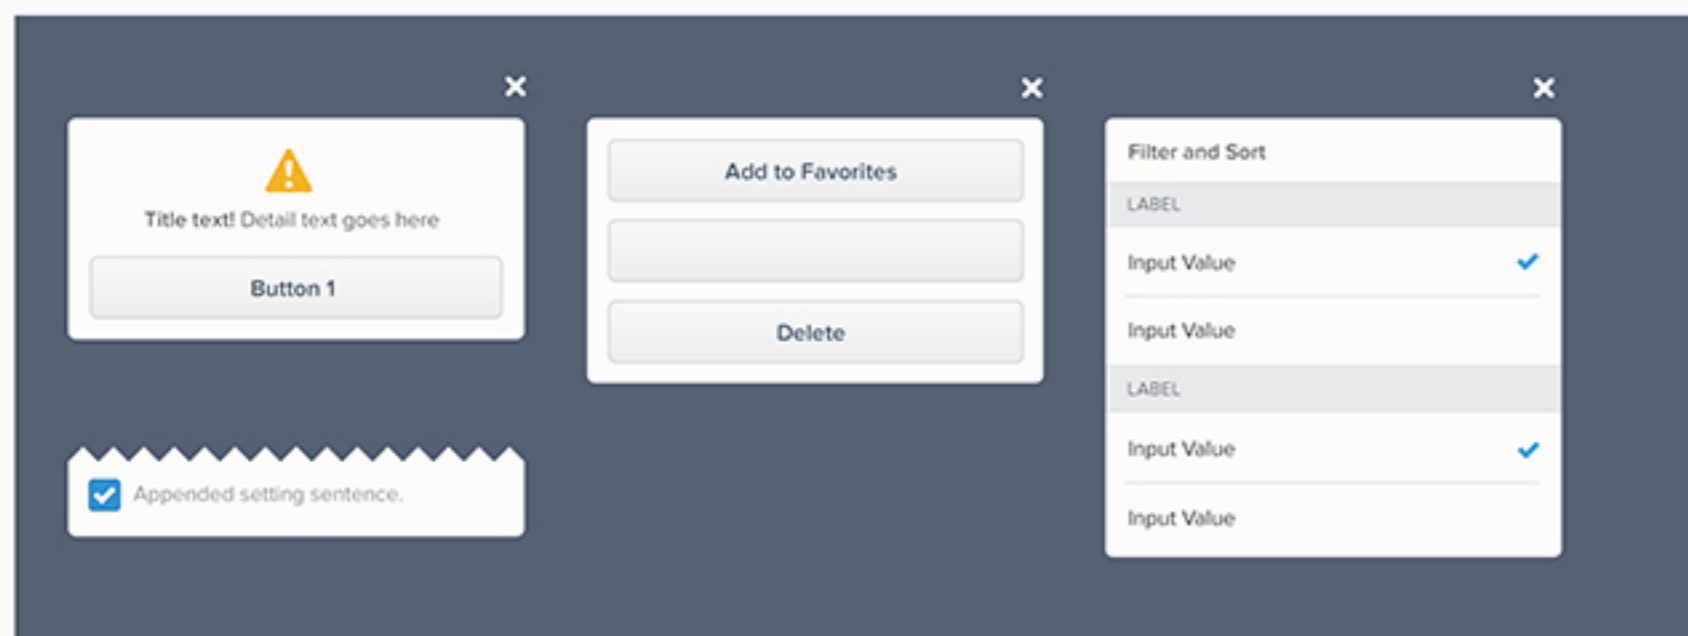 Title text! Detail text goes here
Button 1
Appended setting sentence.
Add to Favorites
Delete
Filter and Sort
LABEL
Input Value
Input Value
LABEL
Input Value
Input Value